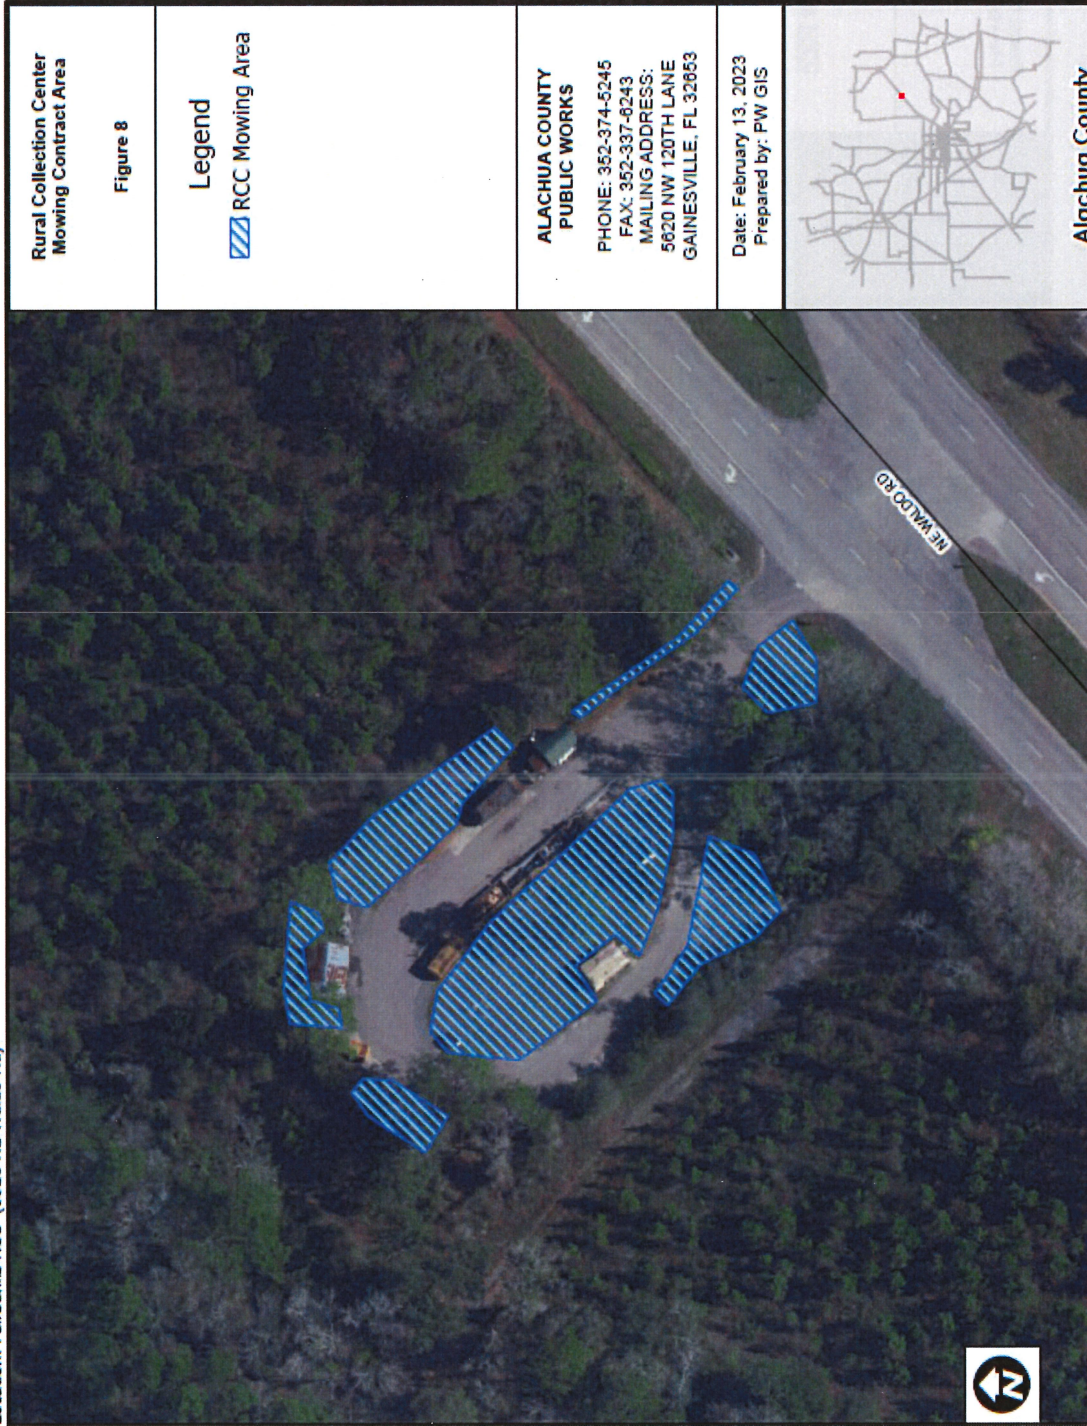 Rural Collection Center
Mowing Contract Area
Figure 8
Legend
RCC Mowing Area
ALACHUA COUNTY
PUBLIC WORKS
PHONE: 352-374-5245
FAX: 352-337-6243
MAILING ADDRESS:
5620 NW 120TH LANE
GAINESVILLE, FL 32653
Date: February 13, 2023
Prepared by: PW GIS
Alachua County
NE WALDO RD
N